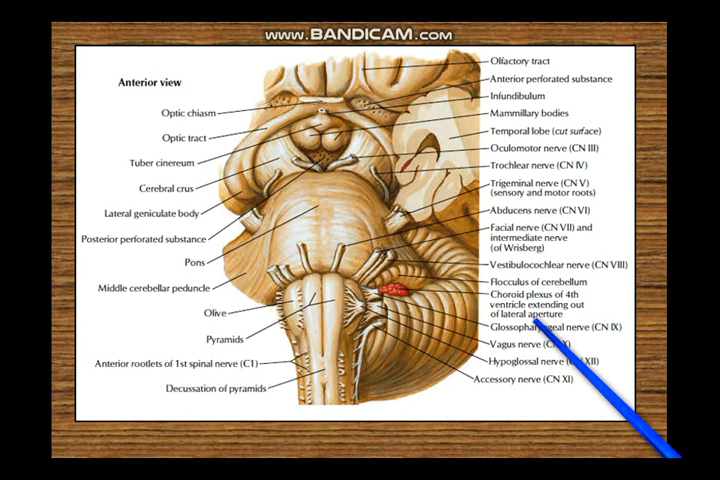 www.BANDICAM.com
Anterior view
Optic chiasm
Optic tract
Tuber cinereum
Cerebral crus
Lateral geniculate body
Posterior perforated substance
Pons
Middle cerebellar peduncle
Olive
Pyramids
Anterior rootlets of 1st spinal nerve (C1)
Decussation of pyramids
Olfactory tract
Anterior perforated substance
Infundibulum
Mammillary bodies
Temporal lobe (cut surface)
Oculomotor nerve (CN III)
Trochlear nerve (CN IV)
Trigeminal nerve (CN V)
(sensory and motor roots)
Abducens nerve (CN VI)
Facial nerve (CN VII) and
intermediate nerve
(of Wrisberg)
Vestibulocochlear nerve (CN VIII)
Flocculus of cerebellum
Choroid plexus of 4th
ventricle extending out
of lateral aperture
Glossopharyngeal nerve (CN IX)
Vagus nerve (CN X)
Hypoglossal nerve (CN XII)
Accessory nerve (CN XI)